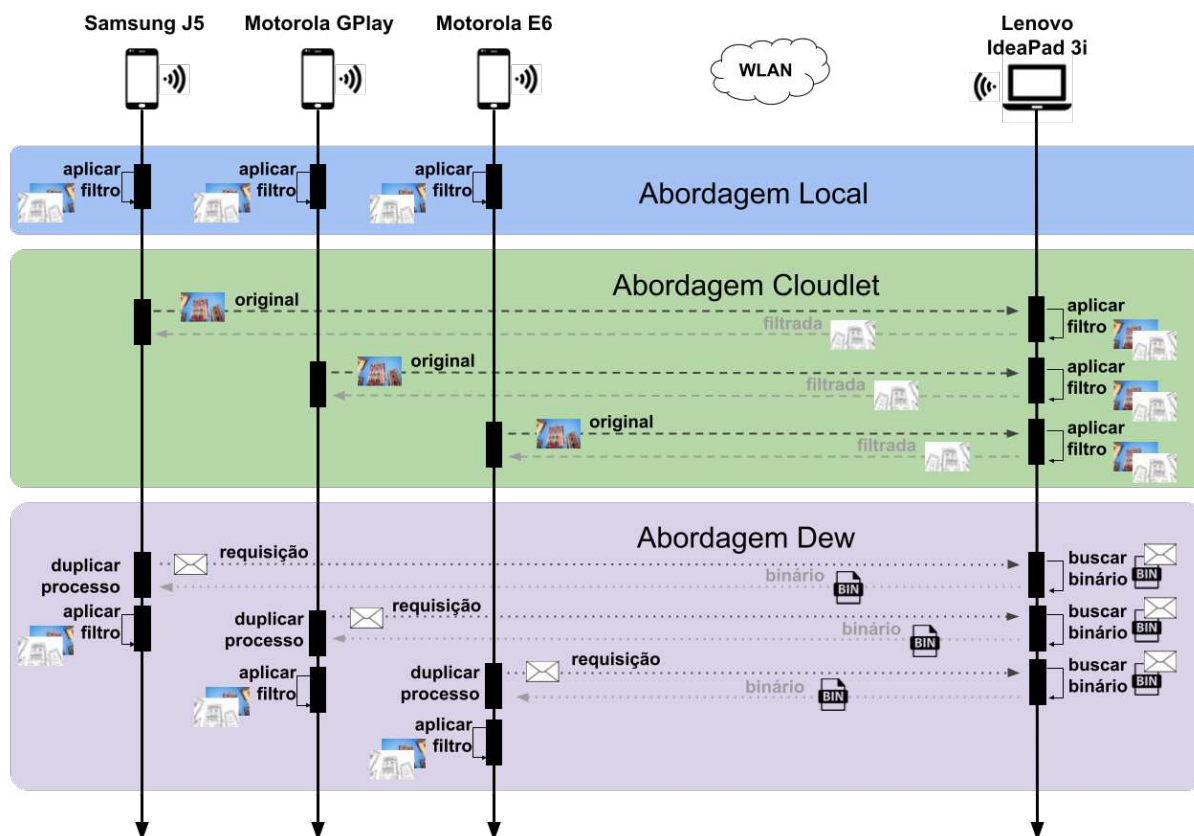 Samsung J5
Motorola GPlay
Motorola E6
WLAN
Lenovo
IdeaPad 3i
aplicar
filtro
aplicar
filtro
aplicar
filtro
Abordagem Local
Abordagem Cloudlet
original
filtrada
aplicar
filtro
original
filtrada
aplicar
filtro
original
filtrada
aplicar
filtro
Abordagem Dew
duplicar
processo
requisição
binário
BIN
buscar
binário
BIN
aplicar
filtro
duplicar
processo
requisição
binário
BIN
buscar
binário
BIN
aplicar
filtro
duplicar
processo
requisição
binário
BIN
buscar
binário
BIN
aplicar
filtro